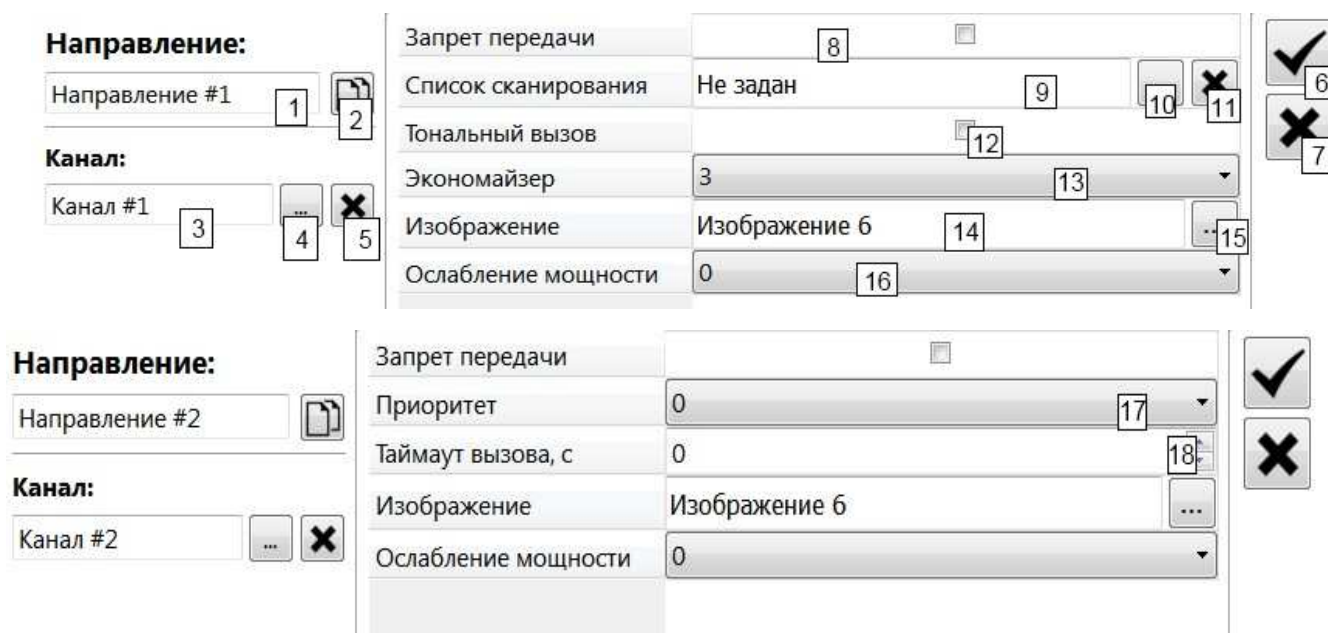 Направление:
Направление #1
1
2
Канал:
Канал #1
3
...
4
5
Запрет передачи
8
Список сканирования
Не задан
9
10
11
Тональный вызов
12
Экономайзер
3
13
Изображение
Изображение 6
14
...
15
Ослабление мощности
0
16
6
7
Направление:
Направление #2
Канал:
Канал #2
...
Запрет передачи
Приоритет
0
17
Таймаут вызова, с
0
18
Изображение
Изображение 6
...
Ослабление мощности
0